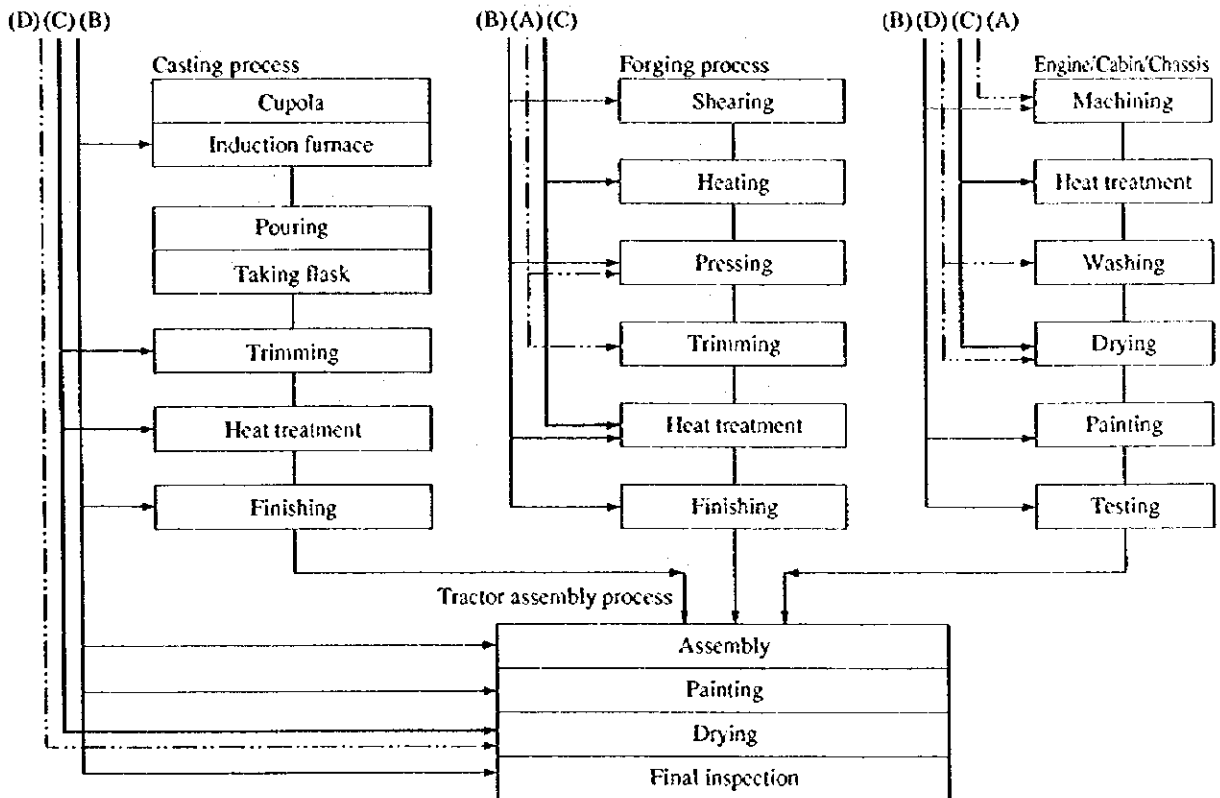 (D) (C) (B)
Casting process
Cupola
Induction furnace
Pouring
Taking flask
Trimming
Heat treatment
Finishing
(B) (A) (C)
Forging process
Shearing
Heating
Pressing
Trimming
Heat treatment
Finishing
(B) (D) (C) (A)
Engine/Cabin/Chassis
Machining
Heat treatment
Washing
Drying
Painting
Testing
Tractor assembly process
Assembly
Painting
Drying
Final inspection